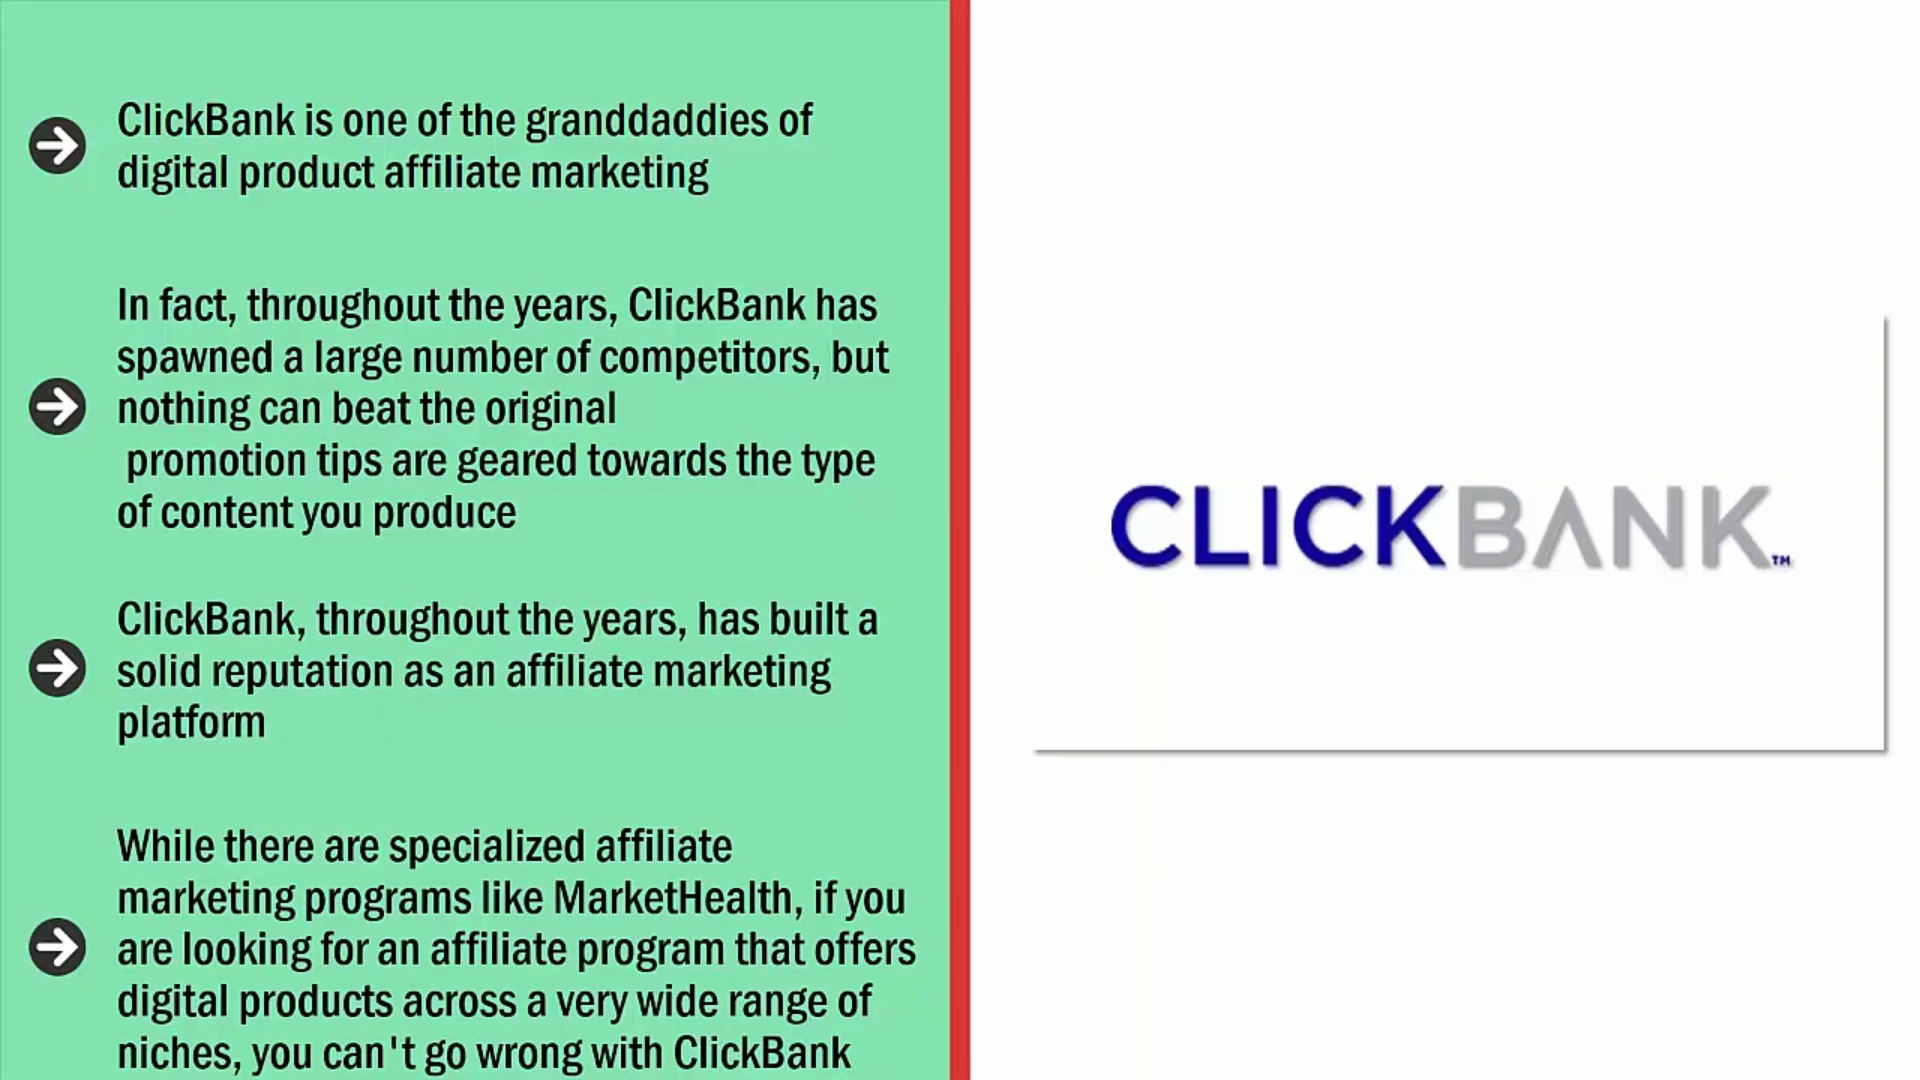 ClickBank is one of the granddaddies of
digital product affiliate marketing
In fact, throughout the years, ClickBank has
spawned a large number of competitors, but
nothing can beat the original
promotion tips are geared towards the type
of content you produce
ClickBank, throughout the years, has built a
solid reputation as an affiliate marketing
platform
While there are specialized affiliate
marketing programs like MarketHealth, if you
are looking for an affiliate program that offers
digital products across a very wide range of
niches, you can't go wrong with ClickBank
CLICKBANK™